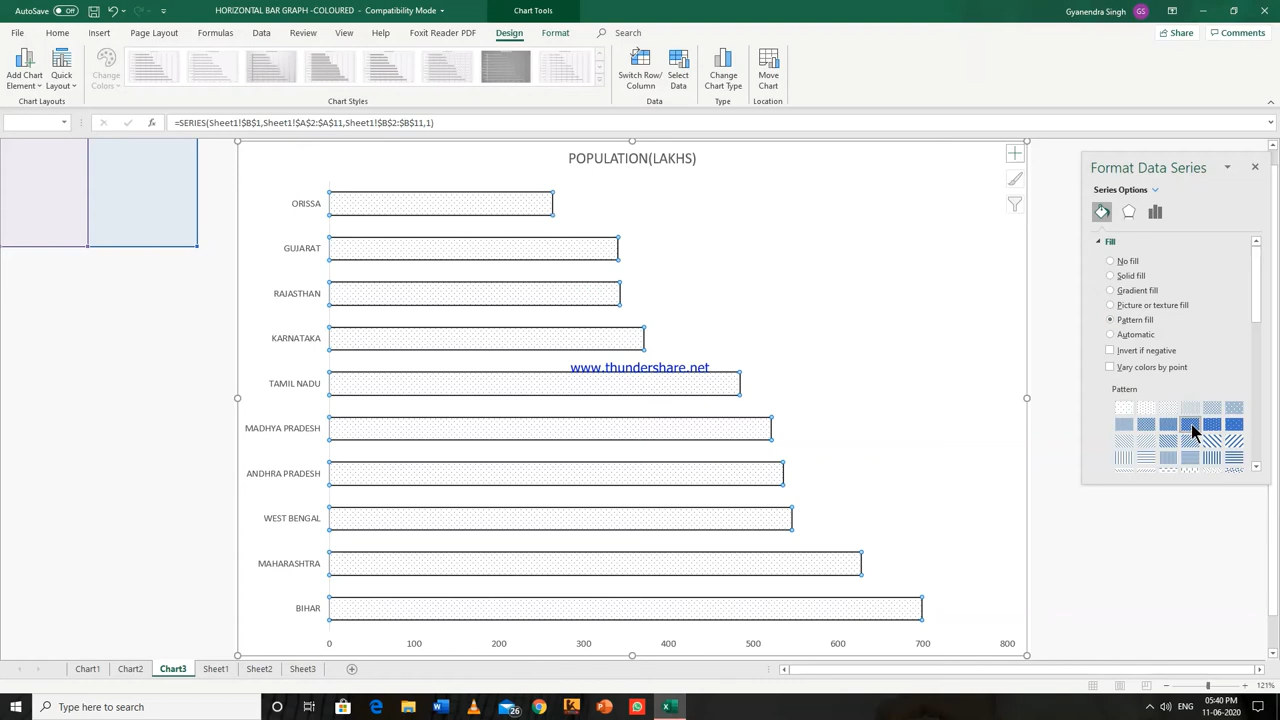 AutoSave Off HORIZONTAL BAR GRAPH -COLOURED - Compatibility Mode Chart Tools Gyanendra Singh GS
File Home Insert Page Layout Formulas Data Review View Help Foxit Reader PDF Design Format Search Share Comments
Add Chart Element Quick Layout Change Colors Switch Row/ Column Select Data Change Chart Type Move Chart
Chart Layouts Chart Styles Data Type Location
=SERIES(Sheet1!$B$1,Sheet1!$A$2:$A$11,Sheet1!$B$2:$B$11,1)
POPULATION(LAKHS)
ORISSA
GUJARAT
RAJASTHAN
KARNATAKA
www.thundershare.net
TAMIL NADU
MADHYA PRADESH
ANDHRA PRADESH
WEST BENGAL
MAHARASHTRA
BIHAR
0 100 200 300 400 500 600 700 800
Format Data Series
Series Options
Fill
No fill
Solid fill
Gradient fill
Picture or texture fill
Pattern fill
Automatic
Invert if negative
Vary colors by point
Pattern
Chart1 Chart2 Chart3 Sheet1 Sheet2 Sheet3
121%
Type here to search 26 ENG 05:40 PM
11-06-2020